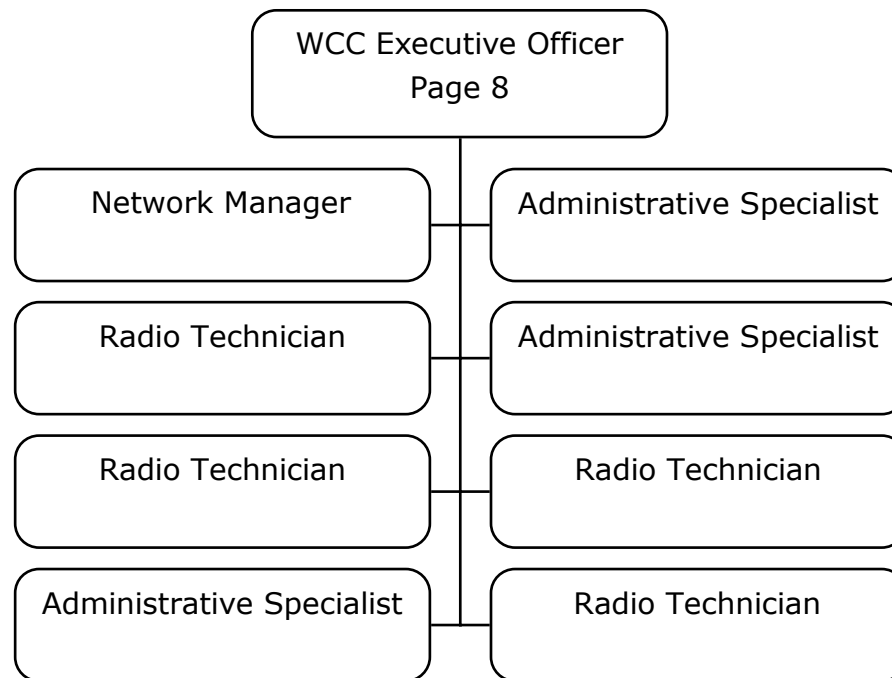 WCC Executive Officer
Page 8
Network Manager
Administrative Specialist
Radio Technician
Administrative Specialist
Radio Technician
Radio Technician
Administrative Specialist
Radio Technician